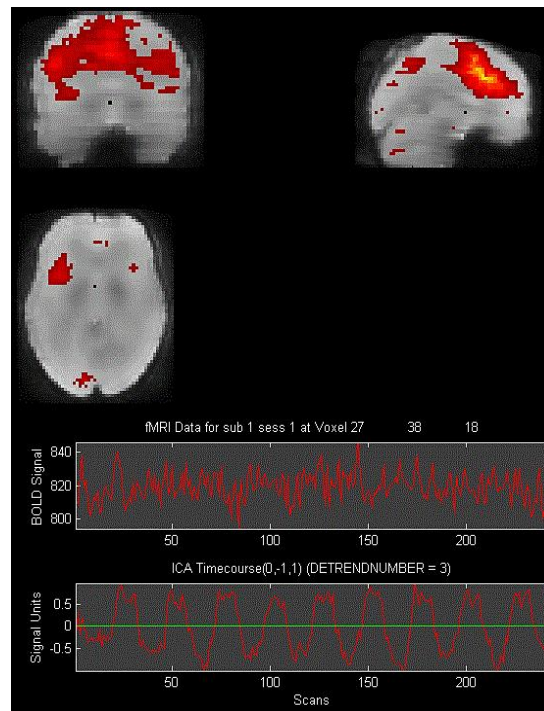 fMRI Data for sub 1 sess 1 at Voxel 27 38 18
BOLD Signal
840
820
800
50 100 150 200
ICA Timecourse(0,-1,1) (DETRENDNUMBER = 3)
Signal Units
0.5
0
-0.5
50 100 150 200
Scans